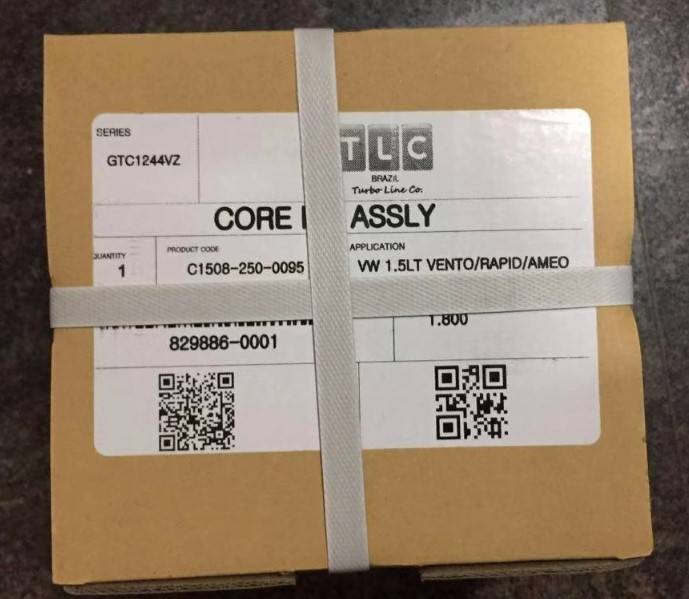 SERIES
GTC1244VZ
TLC
BRAZIL
Turbo Line Co.
CORE ASSLY
QUANTITY
1
PRODUCT CODE
C1508-250-0095
APPLICATION
VW 1.5LT VENTO/RAPID/AMEO
829886-0001
1.800